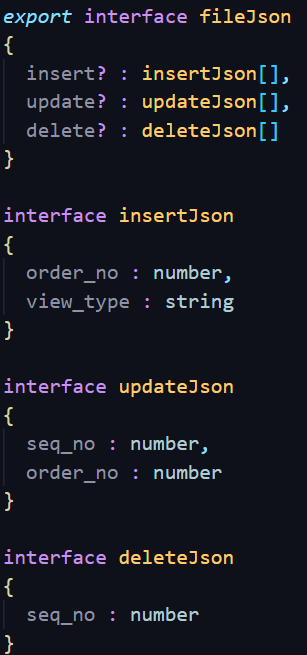 export interface fileJson
{
insert? : insertJson[],
update? : updateJson[],
delete? : deleteJson[]
}
interface insertJson
{
order_no : number,
view_type : string
}
interface updateJson
{
seq_no : number,
order_no : number
}
interface deleteJson
{
seq_no : number
}